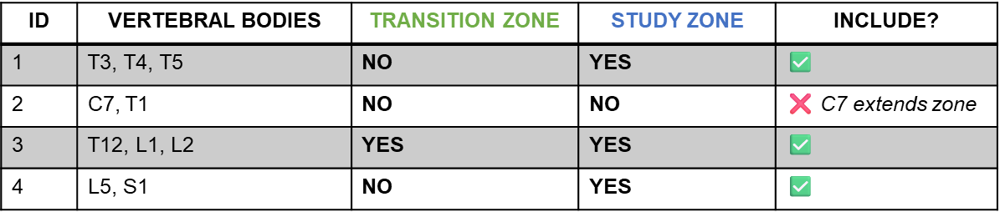 ID VERTEBRAL BODIES TRANSITION ZONE STUDY ZONE INCLUDE?
1 T3, T4, T5 NO YES ✅
2 C7, T1 NO NO ❌ C7 extends zone
3 T12, L1, L2 YES YES ✅
4 L5, S1 NO YES ✅